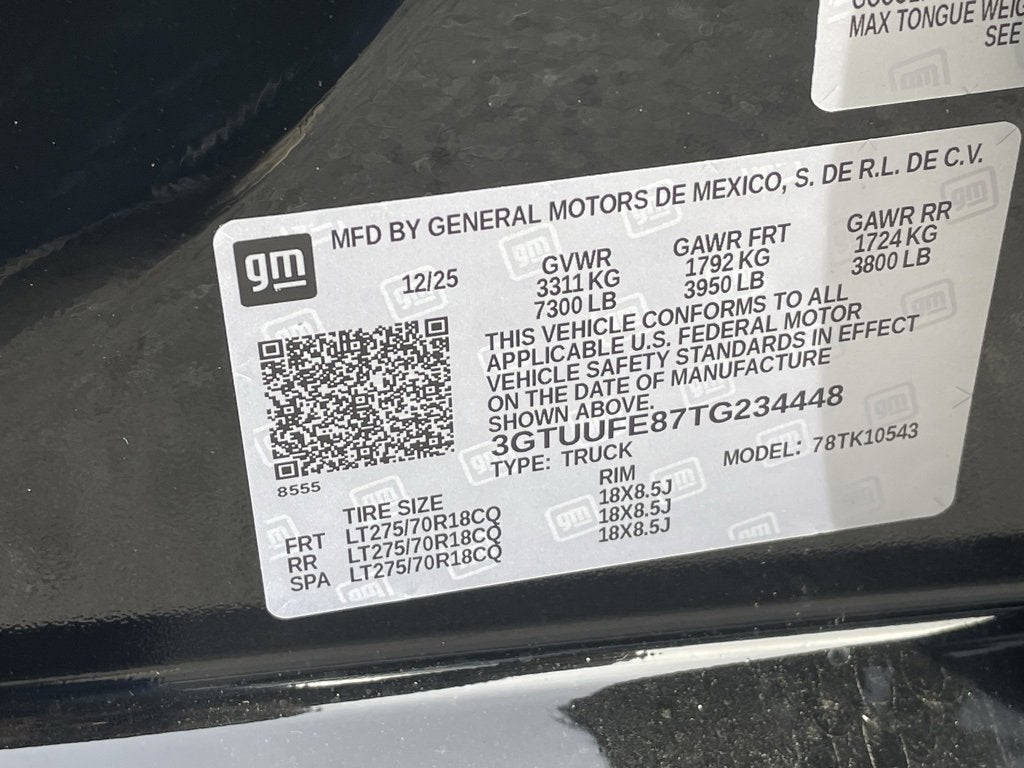 MAX TONGUE WEIG
SEE
MFD BY GENERAL MOTORS DE MEXICO, S. DE R.L. DE C.V.
gm
12/25 GVWR GAWR FRT GAWR RR
3311 KG 1792 KG 1724 KG
7300 LB 3950 LB 3800 LB
THIS VEHICLE CONFORMS TO ALL
APPLICABLE U.S. FEDERAL MOTOR
VEHICLE SAFETY STANDARDS IN EFFECT
ON THE DATE OF MANUFACTURE
SHOWN ABOVE.
3GTUUFE87TG234448
TYPE: TRUCK MODEL: 78TK10543
8555
TIRE SIZE RIM
FRT LT275/70R18CQ 18X8.5J
RR LT275/70R18CQ 18X8.5J
SPA LT275/70R18CQ 18X8.5J